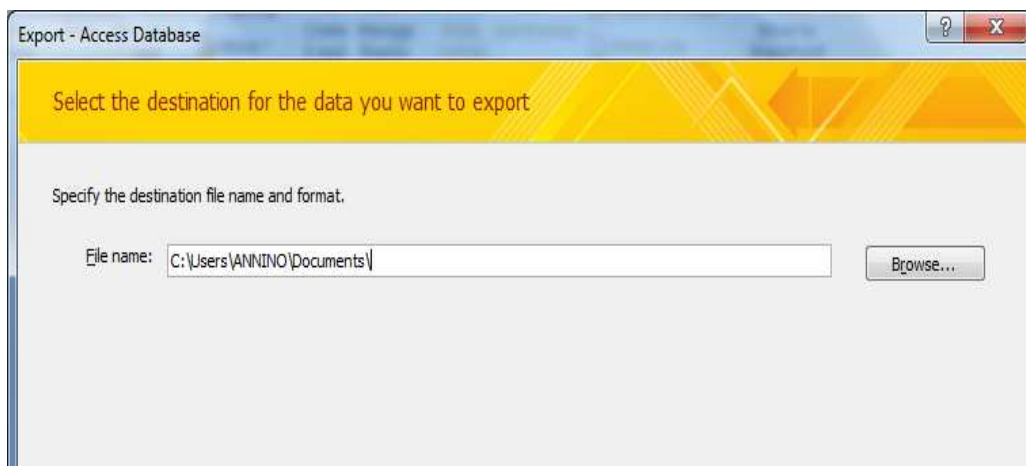 Export - Access Database
Select the destination for the data you want to export
Specify the destination file name and format.
File name: C:\Users\ANNINO\Documents\ Browse...